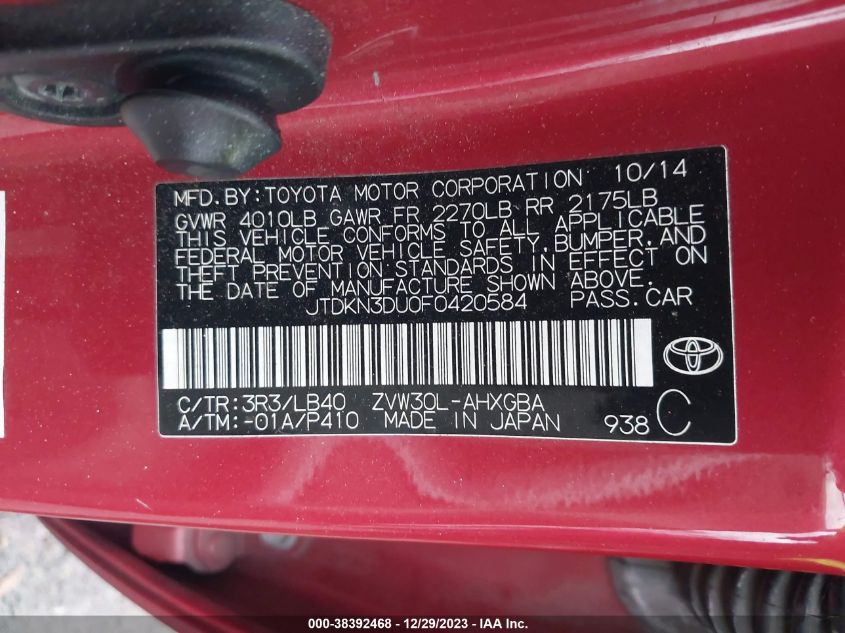 MFD.BY:TOYOTA MOTOR CORPORATION 10/14
GVWR 4010LB GAWR FR 2270LB RR 2175LB
THIS VEHICLE CONFORMS TO ALL APPLICABLE
FEDERAL MOTOR VEHICLE SAFETY,BUMPER,AND
THEFT PREVENTION STANDARDS IN EFFECT ON
THE DATE OF MANUFACTURE SHOWN ABOVE.
JTDKN3DU0F0420584 PASS.CAR
C/TR:3R3/LB40 ZVW30L-AHXGBA
A/TM:-01A/P410 MADE IN JAPAN 938 C
000-38392468 - 12/29/2023 - IAA Inc.